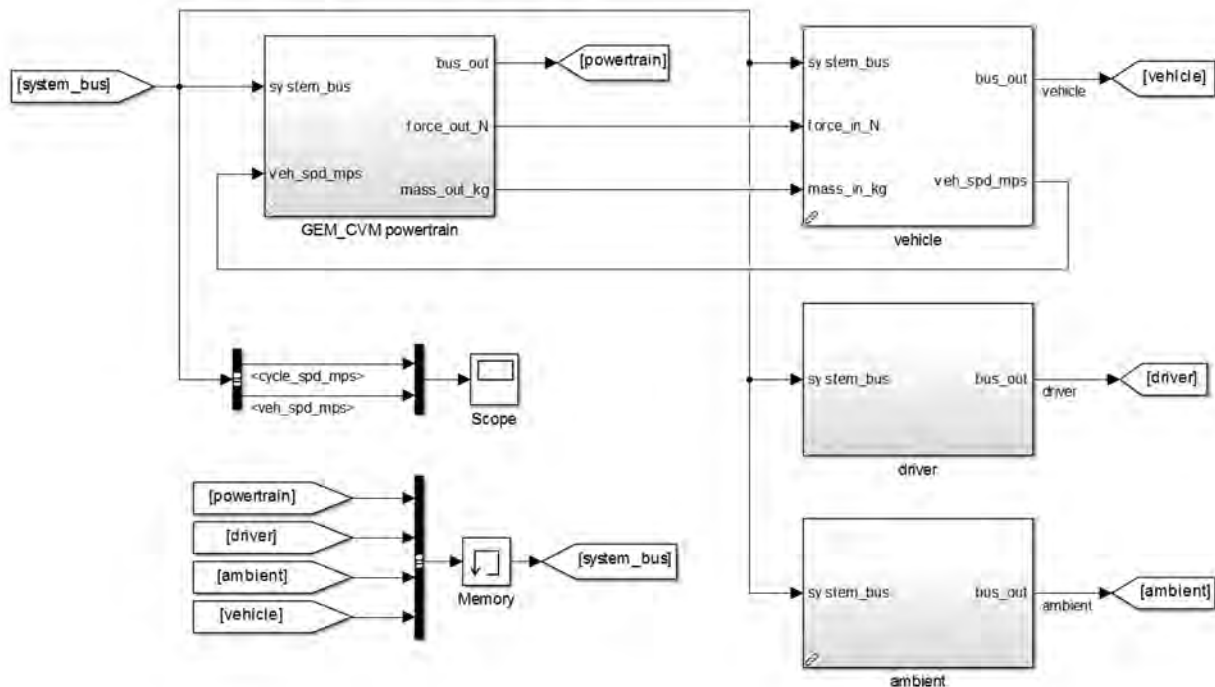 [system_bus]
system_bus
veh_spd_mps
bus_out
force_out_N
mass_out_kg
GEM_CVM powertrain
[powertrain]
system_bus
force_in_N
mass_in_kg
bus_out
veh_spd_mps
vehicle
vehicle
[vehicle]
<cycle_spd_mps>
<veh_spd_mps>
Scope
system_bus
bus_out
driver
driver
[driver]
[powertrain]
[driver]
[ambient]
[vehicle]
Memory
[system_bus]
system_bus
bus_out
ambient
ambient
[ambient]